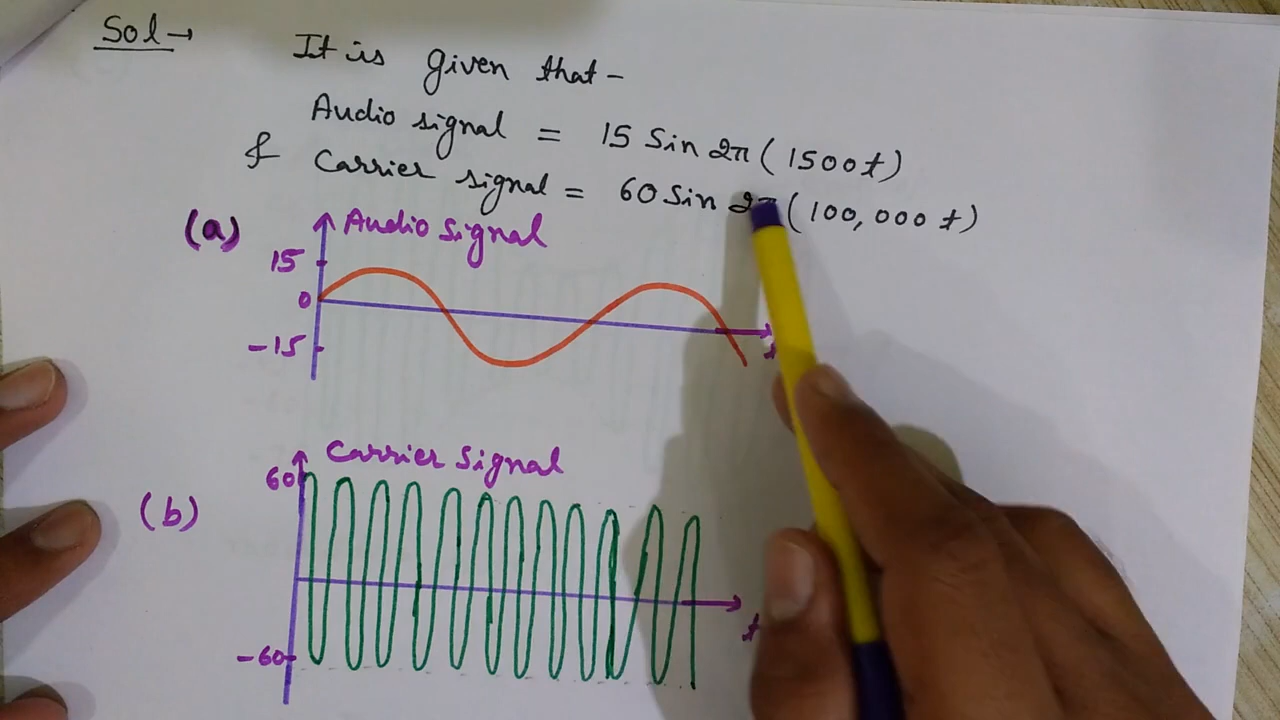 Sol→ It is given that-
Audio signal = 15 Sin 2π (1500t)
& Carrier signal = 60 Sin 2π (100,000 t)
(a) Audio Signal
15
0
-15
t
Carrier Signal
60
(b)
-60
t